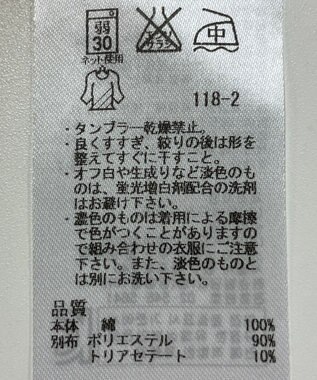 弱
30
ネット使用
エンソ
サラシ
中
118-2
・タンブラー乾燥禁止。
・良くすすぎ、絞りの後は形を
整えてすぐに干すこと。
・オフ白や生成りなど淡色のも
のは、蛍光増白剤配合の洗剤
はお避け下さい。
・濃色のものは着用による摩擦
で色がつくことがありますの
で組み合わせの衣服にご注意
下さい。また、淡色のものと
は別にお洗い下さい。
品質
本体 綿 100%
別布 ポリエステル 90%
トリアセテート 10%